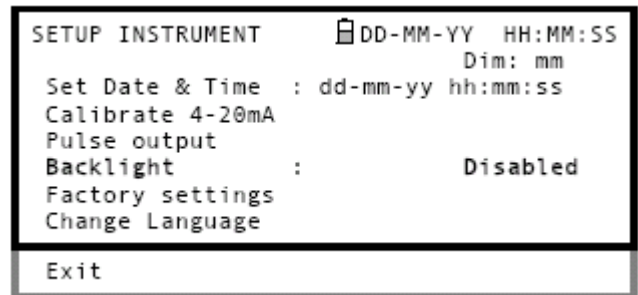 SETUP INSTRUMENT DD-MM-YY HH:MM:SS
Dim: mm
Set Date & Time : dd-mm-yy hh:mm:ss
Calibrate 4-20mA
Pulse output
Backlight : Disabled
Factory settings
Change Language
Exit